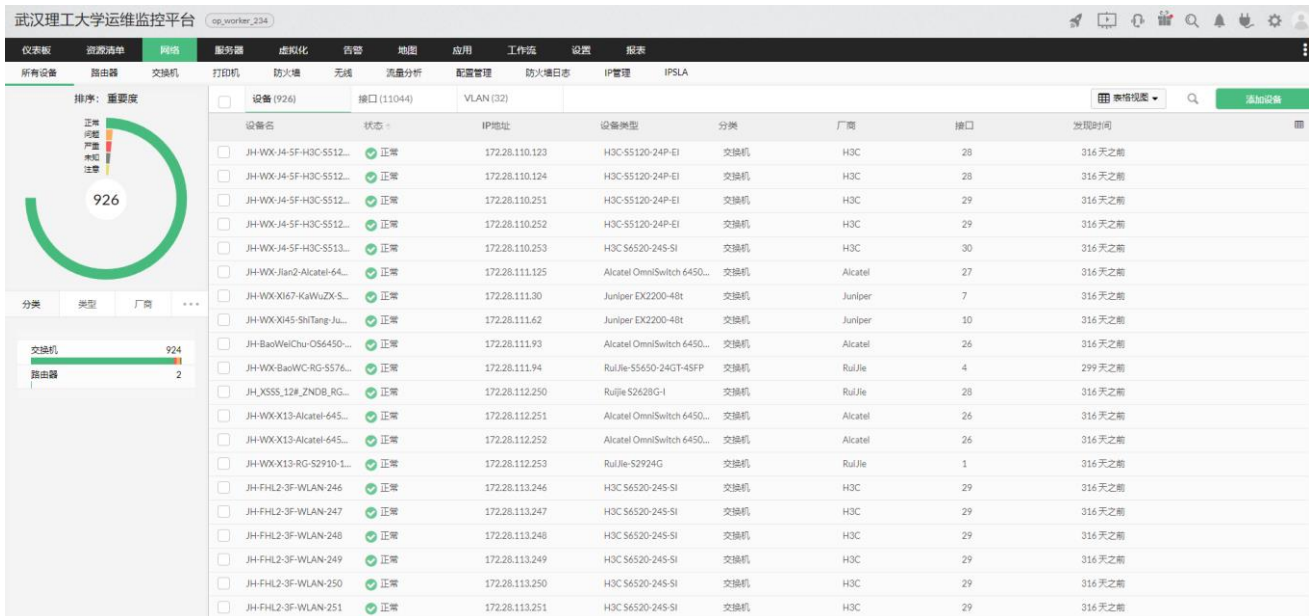 武汉理工大学运维监控平台 op_worker_234
仪表板 资源清单 网络 服务器 虚拟化 告警 地图 应用 工作流 设置 报表
所有设备 路由器 交换机 打印机 防火墙 无线 流量分析 配置管理 防火墙日志 IP管理 IPSLA
排序: 重要度
正常
问题
严重
未知
注意
926
分类 类型 厂商
交换机 924
路由器 2
设备 (926) 接口 (11044) VLAN (32) 表格视图 添加设备
设备名 状态 IP地址 设备类型 分类 厂商 接口 发现时间
JH-WX-J4-5F-H3C-S512... 正常 172.28.110.123 H3C-S5120-24P-EI 交换机 H3C 28 316 天之前
JH-WX-J4-5F-H3C-S512... 正常 172.28.110.124 H3C-S5120-24P-EI 交换机 H3C 28 316 天之前
JH-WX-J4-5F-H3C-S512... 正常 172.28.110.251 H3C-S5120-24P-EI 交换机 H3C 29 316 天之前
JH-WX-J4-5F-H3C-S512... 正常 172.28.110.252 H3C-S5120-24P-EI 交换机 H3C 29 316 天之前
JH-WX-J4-5F-H3C-S513... 正常 172.28.110.253 H3C S6520-24S-SI 交换机 H3C 30 316 天之前
JH-WX-Jian2-Alcatel-64... 正常 172.28.111.125 Alcatel OmniSwitch 6450... 交换机 Alcatel 27 316 天之前
JH-WX-XI67-KaWuZX-S... 正常 172.28.111.30 Juniper EX2200-48t 交换机 Juniper 7 316 天之前
JH-WX-XI45-ShiTang-Ju... 正常 172.28.111.62 Juniper EX2200-48t 交换机 Juniper 10 316 天之前
JH-BaoWeiChu-OS6450-... 正常 172.28.111.93 Alcatel OmniSwitch 6450... 交换机 Alcatel 26 316 天之前
JH-WX-BaoWC-RG-S576... 正常 172.28.111.94 RuiJie-S5650-24GT-4SFP 交换机 RuiJie 4 299 天之前
JH_XSSS_12#_ZNDB_RG... 正常 172.28.112.250 Ruijie S2628G-I 交换机 RuiJie 28 316 天之前
JH-WX-X13-Alcatel-645... 正常 172.28.112.251 Alcatel OmniSwitch 6450... 交换机 Alcatel 26 316 天之前
JH-WX-X13-Alcatel-645... 正常 172.28.112.252 Alcatel OmniSwitch 6450... 交换机 Alcatel 26 316 天之前
JH-WX-X13-RG-S2910-1... 正常 172.28.112.253 RuiJie-S2924G 交换机 RuiJie 1 316 天之前
JH-FHL2-3F-WLAN-246 正常 172.28.113.246 H3C S6520-24S-SI 交换机 H3C 29 316 天之前
JH-FHL2-3F-WLAN-247 正常 172.28.113.247 H3C S6520-24S-SI 交换机 H3C 29 316 天之前
JH-FHL2-3F-WLAN-248 正常 172.28.113.248 H3C S6520-24S-SI 交换机 H3C 29 316 天之前
JH-FHL2-3F-WLAN-249 正常 172.28.113.249 H3C S6520-24S-SI 交换机 H3C 29 316 天之前
JH-FHL2-3F-WLAN-250 正常 172.28.113.250 H3C S6520-24S-SI 交换机 H3C 29 316 天之前
JH-FHL2-3F-WLAN-251 正常 172.28.113.251 H3C S6520-24S-SI 交换机 H3C 29 316 天之前